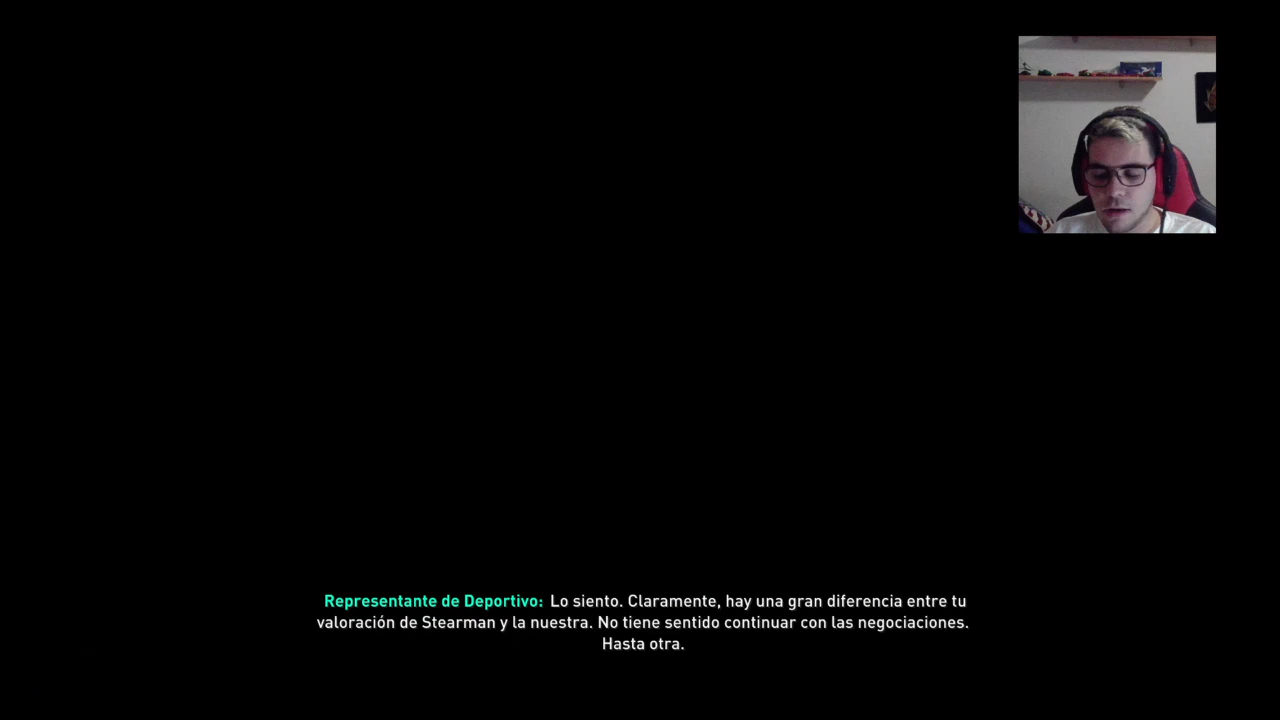 Representante de Deportivo: Lo siento. Claramente, hay una gran diferencia entre tu
valoración de Stearman y la nuestra. No tiene sentido continuar con las negociaciones.
Hasta otra.